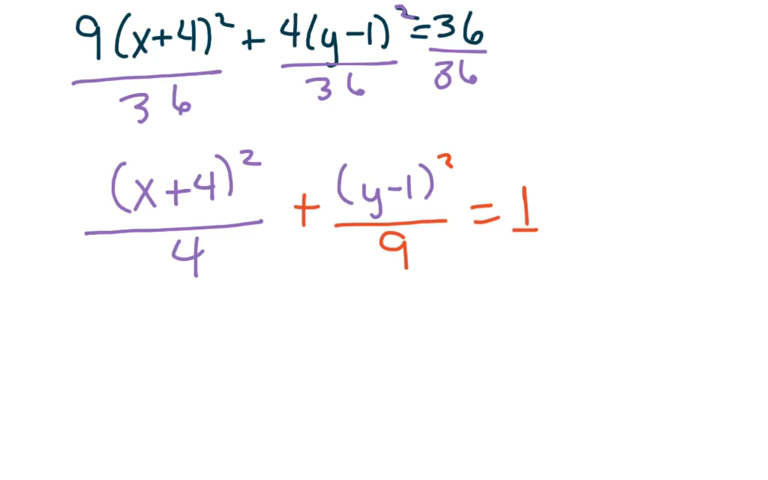 9(x+4)² + 4(y-1)² = 36
36 36 36
(x+4)² + (y-1)² = 1
4 9